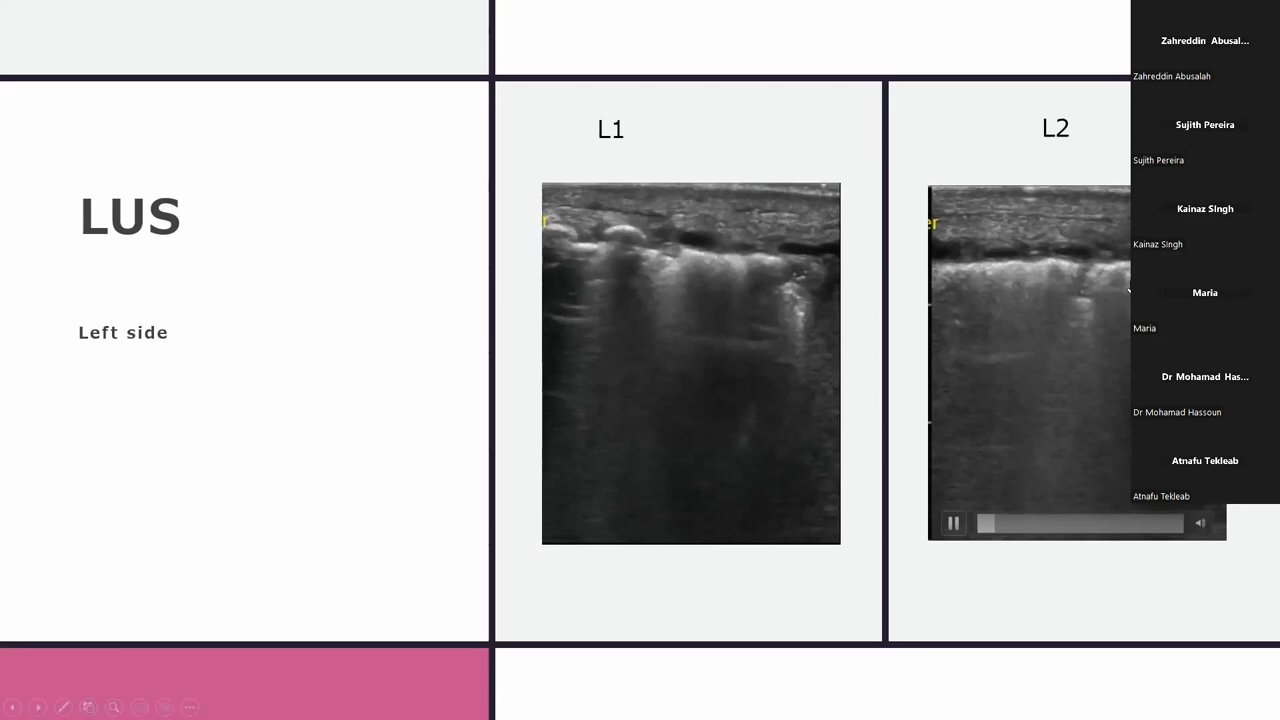 LUS
Left side
L1
r
L2
er
Zahreddin Abusal...
Zahreddin Abusalah
Sujith Pereira
Sujith Pereira
Kainaz SIngh
Kainaz SIngh
Maria
Maria
Dr Mohamad Has...
Dr Mohamad Hassoun
Atnafu Tekleab
Atnafu Tekleab